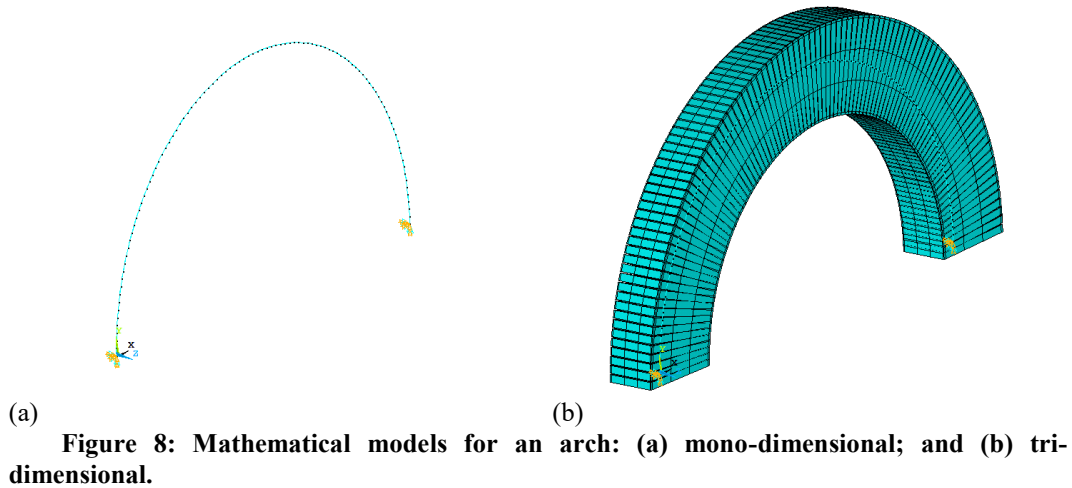 Y
X
Z
Y
X
(a) (b)
Figure 8: Mathematical models for an arch: (a) mono-dimensional; and (b) tri-
dimensional.